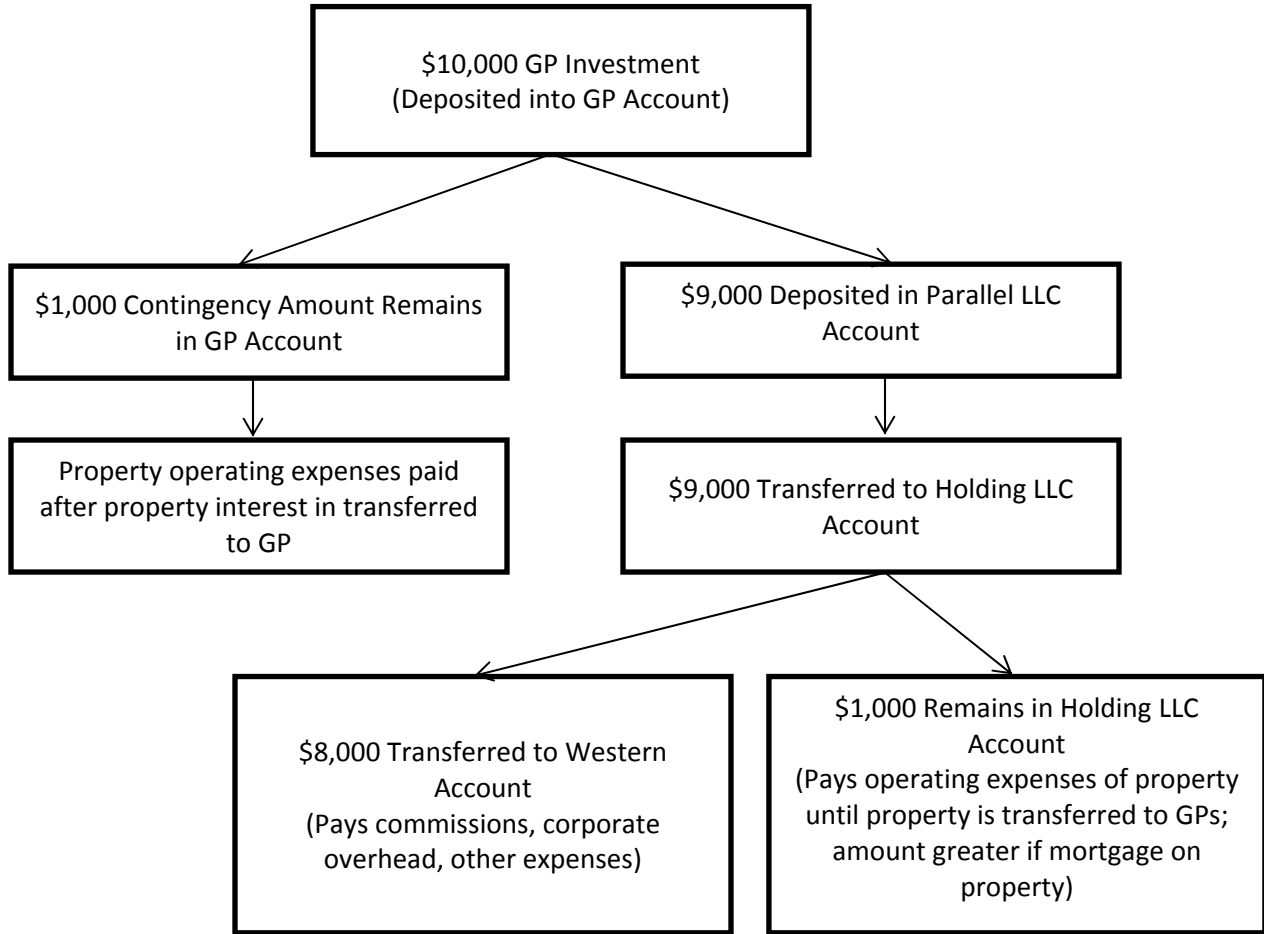 $10,000 GP Investment
(Deposited into GP Account)
$1,000 Contingency Amount Remains
in GP Account
$9,000 Deposited in Parallel LLC
Account
Property operating expenses paid
after property interest in transferred
to GP
$9,000 Transferred to Holding LLC
Account
$8,000 Transferred to Western
Account
(Pays commissions, corporate
overhead, other expenses)
$1,000 Remains in Holding LLC
Account
(Pays operating expenses of property
until property is transferred to GPs;
amount greater if mortgage on
property)